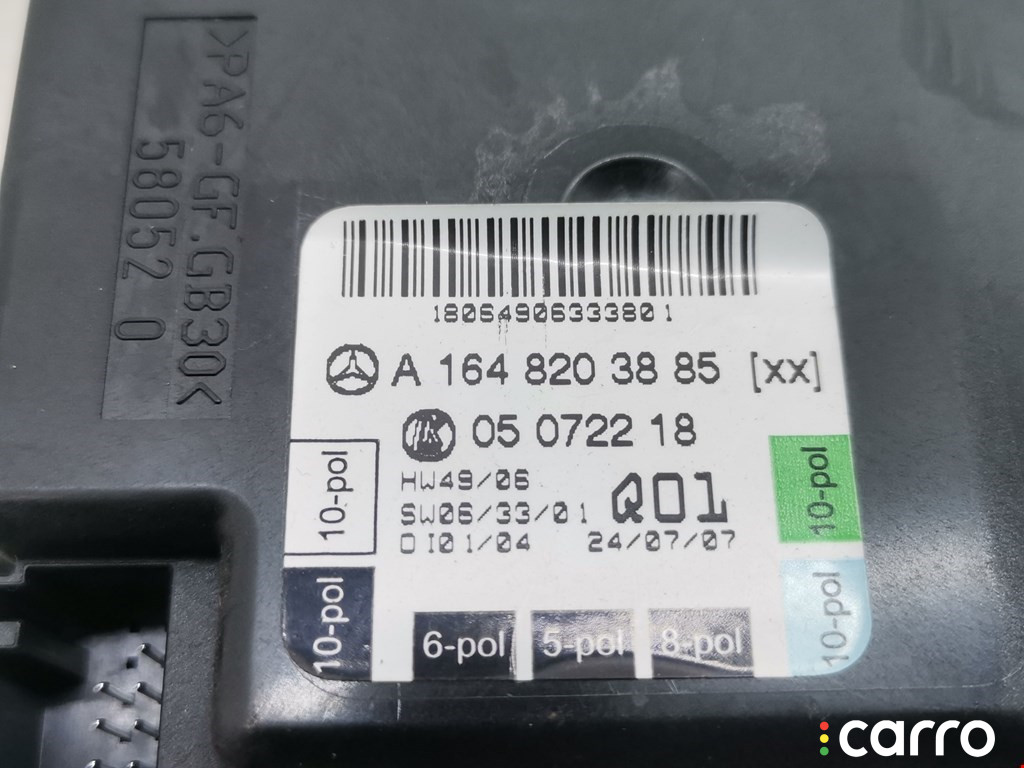 >PA6-GF.GB30<
58052 0
18064906333801
A 164 820 38 85 [xx]
05 0722 18
HW49/06
SW06/33/01
DI01/04
Q01
24/07/07
10-pol
10-pol
10-pol
10-pol
6-pol
5-pol
8-pol
carro